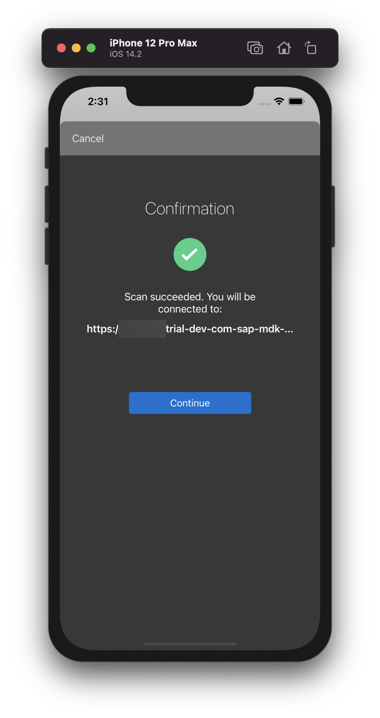 iPhone 12 Pro Max
iOS 14.2
2:31
Cancel
Confirmation
Scan succeeded. You will be
connected to:
https:/ trial-dev-com-sap-mdk-...
Continue